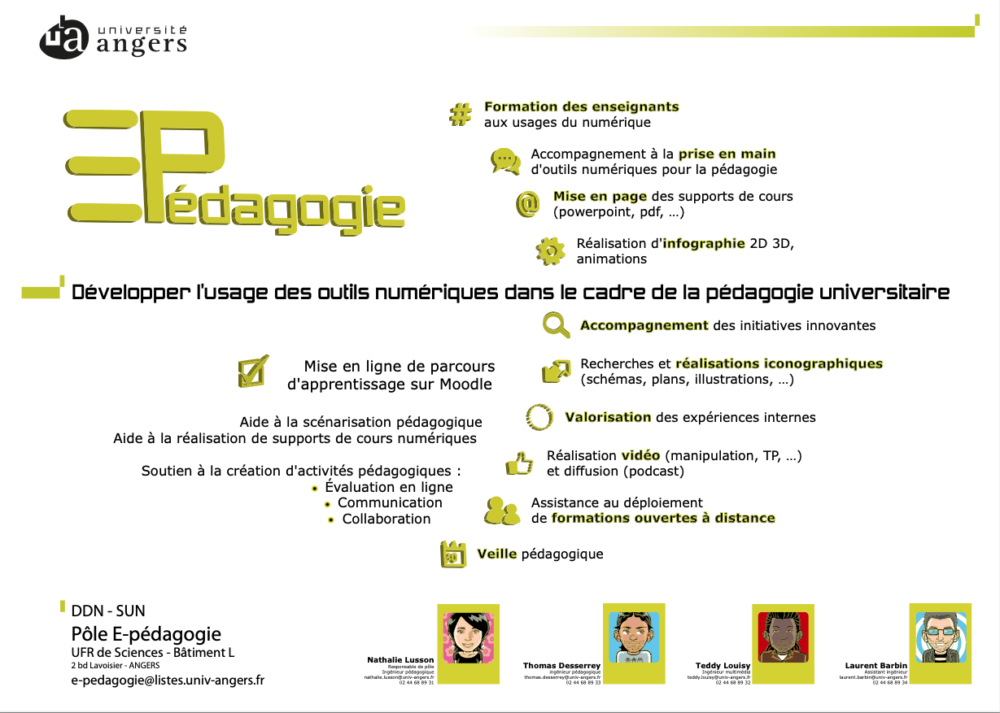 université
angers
EPédagogie
# Formation des enseignants
aux usages du numérique
Accompagnement à la prise en main
d'outils numériques pour la pédagogie
@ Mise en page des supports de cours
(powerpoint, pdf, ...)
Réalisation d'infographie 2D 3D,
animations
Développer l'usage des outils numériques dans le cadre de la pédagogie universitaire
Accompagnement des initiatives innovantes
Mise en ligne de parcours
d'apprentissage sur Moodle
Recherches et réalisations iconographiques
(schémas, plans, illustrations, ...)
Valorisation des expériences internes
Aide à la scénarisation pédagogique
Aide à la réalisation de supports de cours numériques
Réalisation vidéo (manipulation, TP, ...)
et diffusion (podcast)
Soutien à la création d'activités pédagogiques :
• Évaluation en ligne
• Communication
• Collaboration
Assistance au déploiement
de formations ouvertes à distance
Veille pédagogique
DDN - SUN
Pôle E-pédagogie
UFR de Sciences - Bâtiment L
2 bd Lavoisier - ANGERS
e-pedagogie@listes.univ-angers.fr
Nathalie Lusson
Responsable de pôle
Ingénieur pédagogique
nathalie.lusson@univ-angers.fr
02 44 68 89 31
Thomas Desserrey
ingénieur pédagogique
thomas.desserrey@univ-angers.fr
02 44 68 89 33
Teddy Louisy
Ingénieur multimédia
teddy.louisy@univ-angers.fr
02 44 68 89 32
Laurent Barbin
Assistant ingénieur
laurent.barbin@univ-angers.fr
02 44 68 89 34